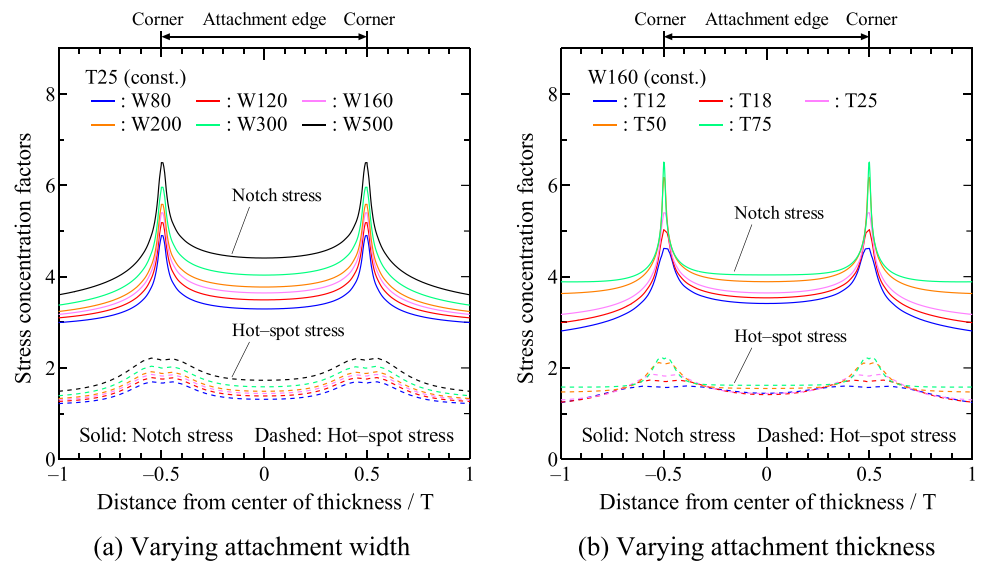 Corner Attachment edge Corner
T25 (const.)
: W80 : W120 : W160
: W200 : W300 : W500
Notch stress
Hot–spot stress
Solid: Notch stress Dashed: Hot–spot stress
Stress concentration factors
0 2 4 6 8
–1 –0.5 0 0.5 1
Distance from center of thickness / T
(a) Varying attachment width
Corner Attachment edge Corner
W160 (const.)
: T12 : T18 : T25
: T50 : T75
Notch stress
Hot–spot stress
Solid: Notch stress Dashed: Hot–spot stress
Stress concentration factors
0 2 4 6 8
–1 –0.5 0 0.5 1
Distance from center of thickness / T
(b) Varying attachment thickness